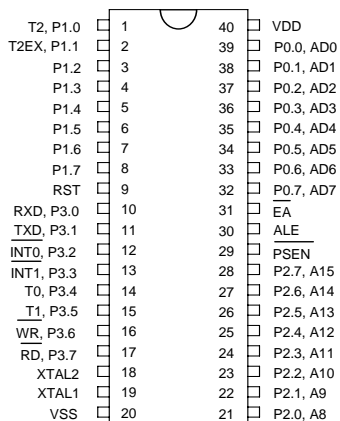 T2, P1.0 1 40 VDD
T2EX, P1.1 2 39 P0.0, AD0
P1.2 3 38 P0.1, AD1
P1.3 4 37 P0.2, AD2
P1.4 5 36 P0.3, AD3
P1.5 6 35 P0.4, AD4
P1.6 7 34 P0.5, AD5
P1.7 8 33 P0.6, AD6
RST 9 32 P0.7, AD7
RXD, P3.0 10 31 EA
TXD, P3.1 11 30 ALE
INT0, P3.2 12 29 PSEN
INT1, P3.3 13 28 P2.7, A15
T0, P3.4 14 27 P2.6, A14
T1, P3.5 15 26 P2.5, A13
WR, P3.6 16 25 P2.4, A12
RD, P3.7 17 24 P2.3, A11
XTAL2 18 23 P2.2, A10
XTAL1 19 22 P2.1, A9
VSS 20 21 P2.0, A8